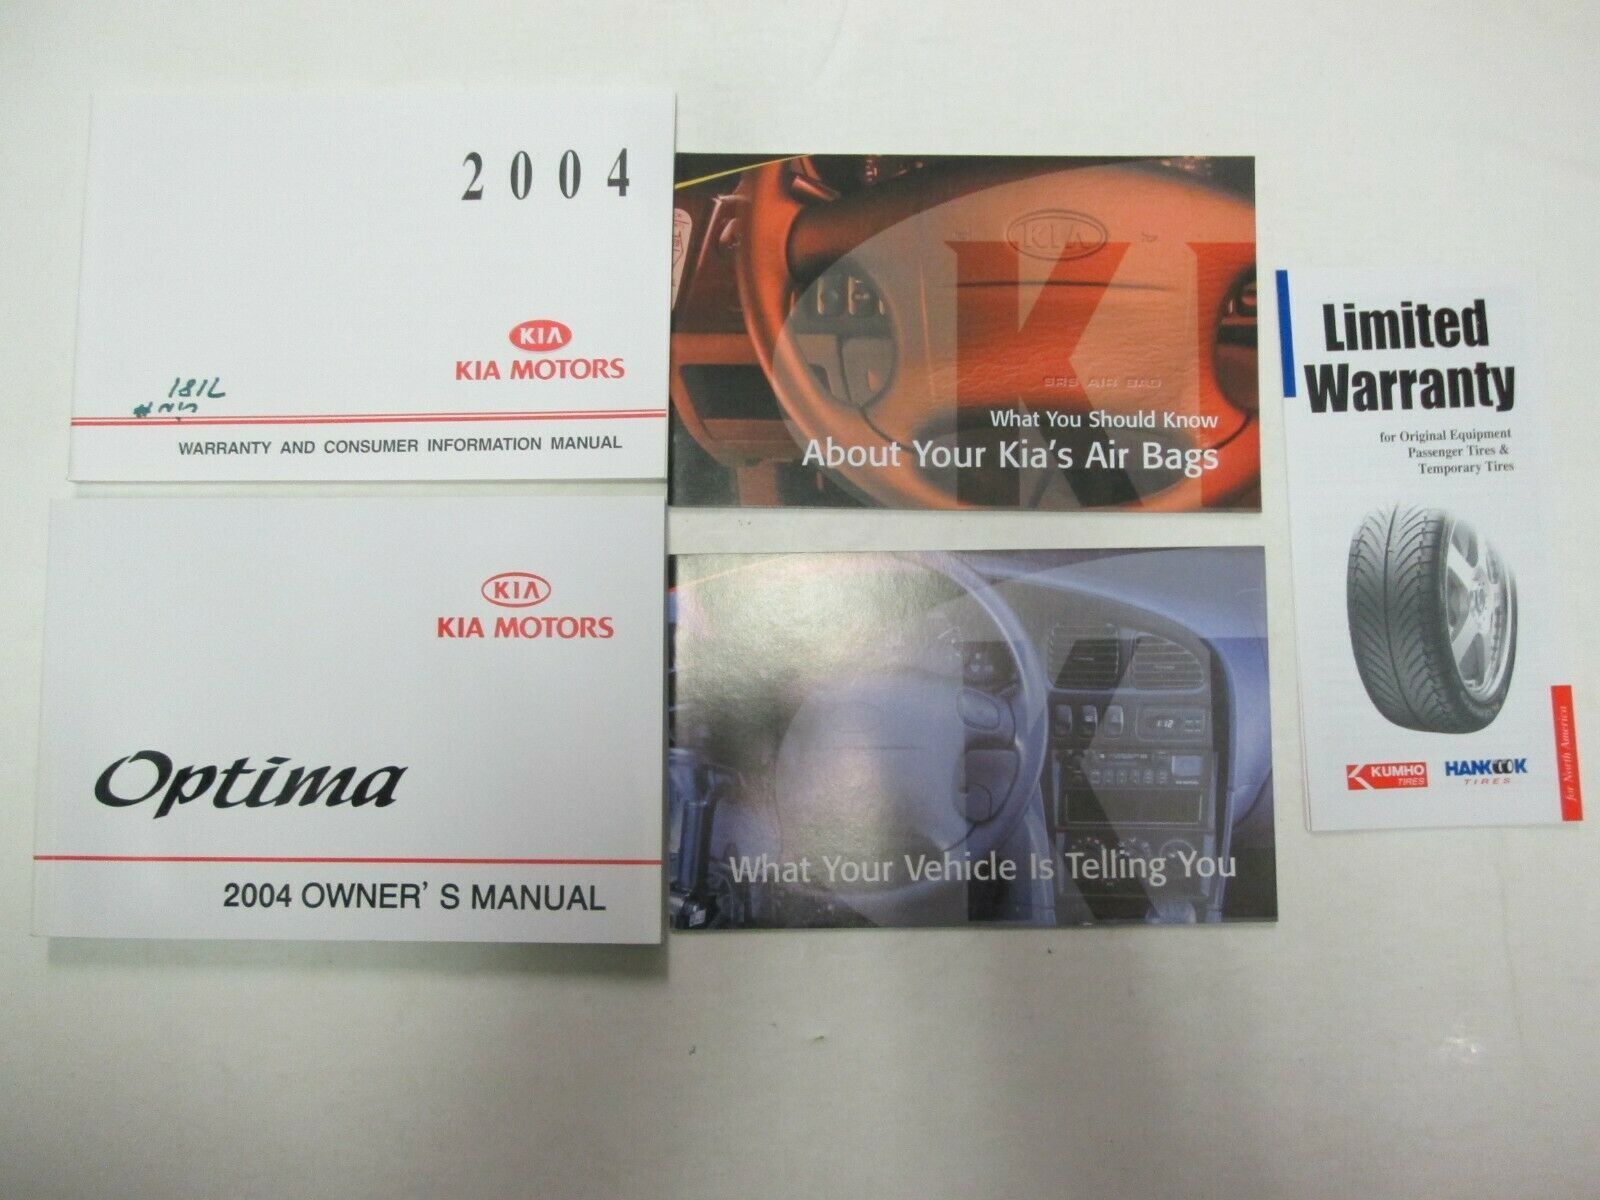 2004
KIA
KIA MOTORS
181L
WARRANTY AND CONSUMER INFORMATION MANUAL
KIA
KIA MOTORS
Optima
2004 OWNER' S MANUAL
KIA
SRS AIR BAG
What You Should Know
About Your Kia's Air Bags
1:12
What Your Vehicle Is Telling You
Limited
Warranty
for Original Equipment
Passenger Tires &
Temporary Tires
KUMHO
TIRES
HANKOOK
TIRES
for North America